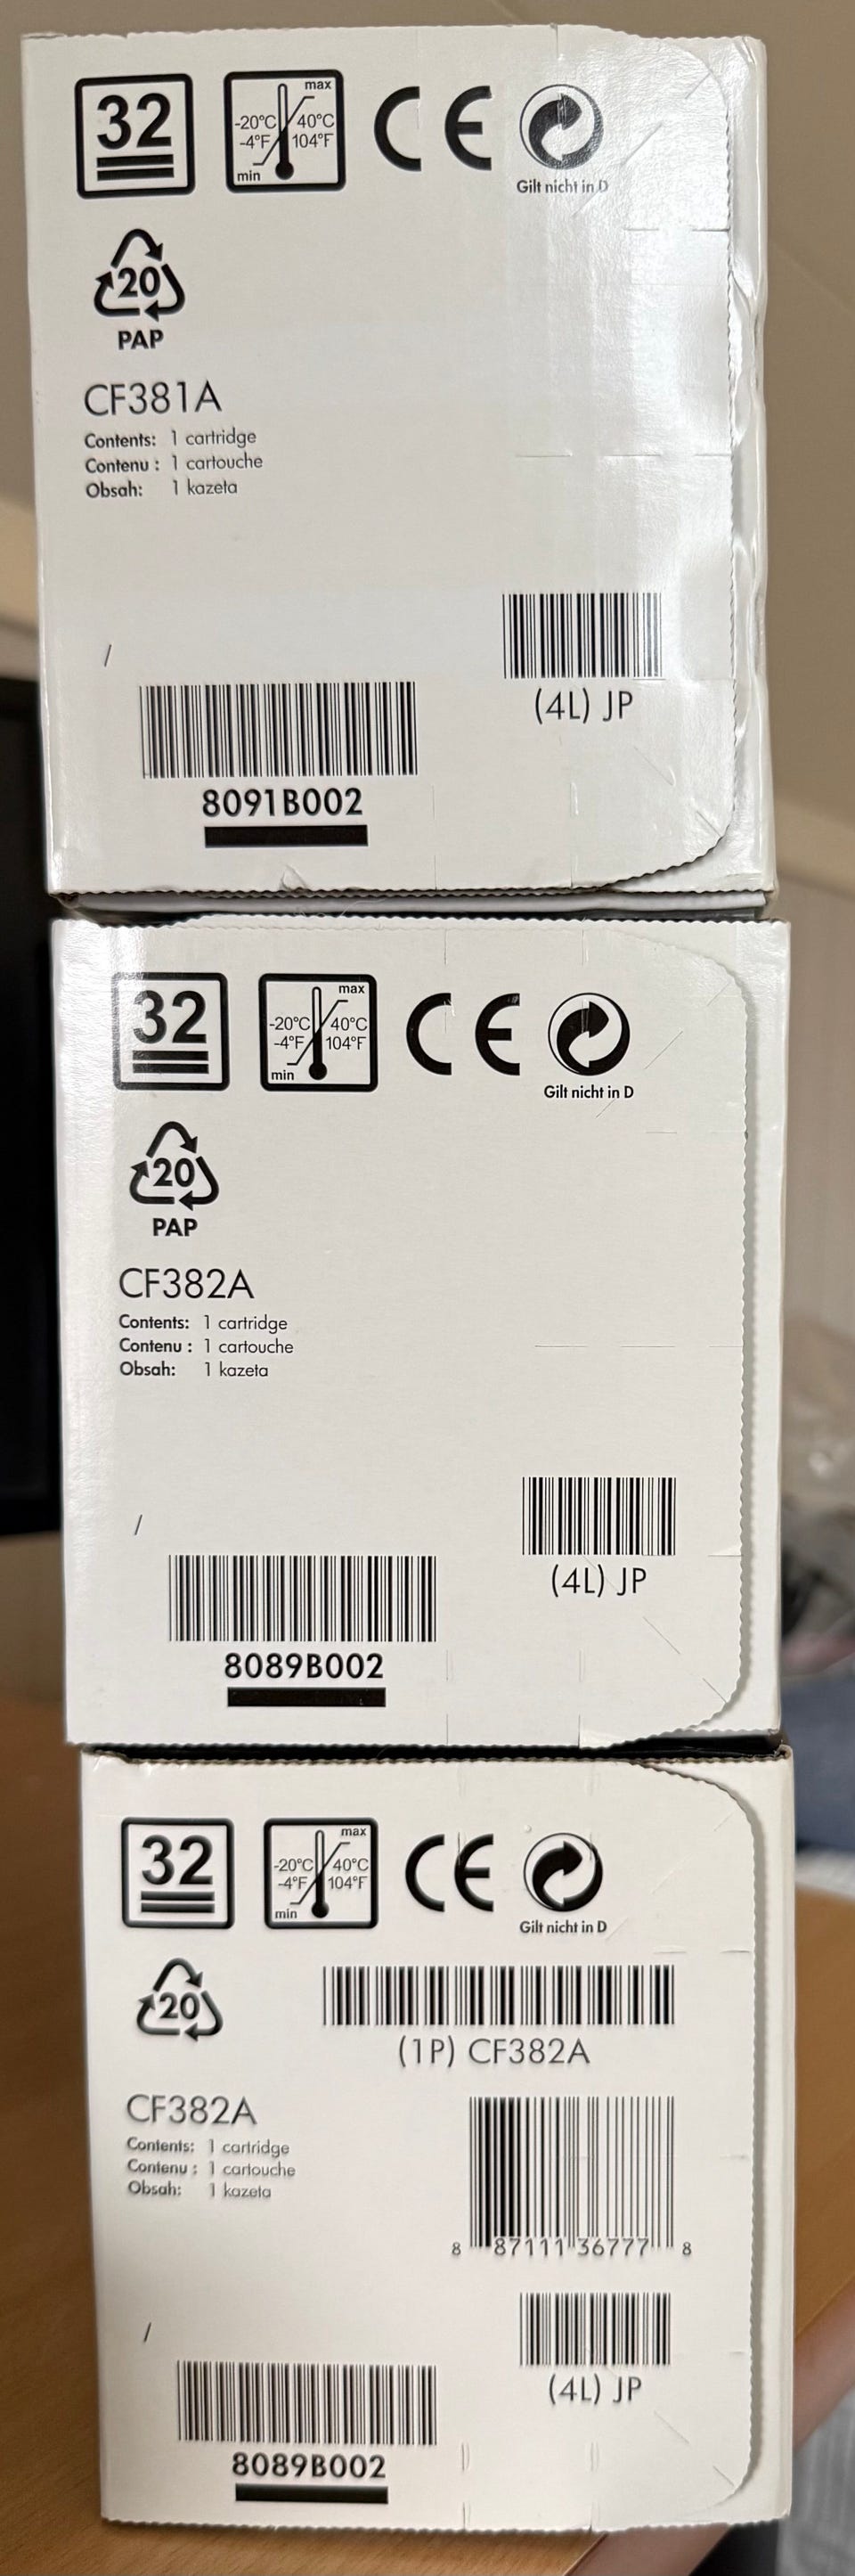 32
max
-20°C 40°C
-4°F 104°F
min
CE
Gilt nicht in D
20
PAP
CF381A
Contents: 1 cartridge
Contenu : 1 cartouche
Obsah: 1 kazeta
/
(4L) JP
8091B002
32
max
-20°C 40°C
-4°F 104°F
min
CE
Gilt nicht in D
20
PAP
CF382A
Contents: 1 cartridge
Contenu : 1 cartouche
Obsah: 1 kazeta
/
(4L) JP
8089B002
32
max
-20°C 40°C
-4°F 104°F
min
CE
Gilt nicht in D
20
(1P) CF382A
CF382A
Contents: 1 cartridge
Contenu : 1 cartouche
Obsah: 1 kazeta
8 87111 36777 8
/
(4L) JP
8089B002